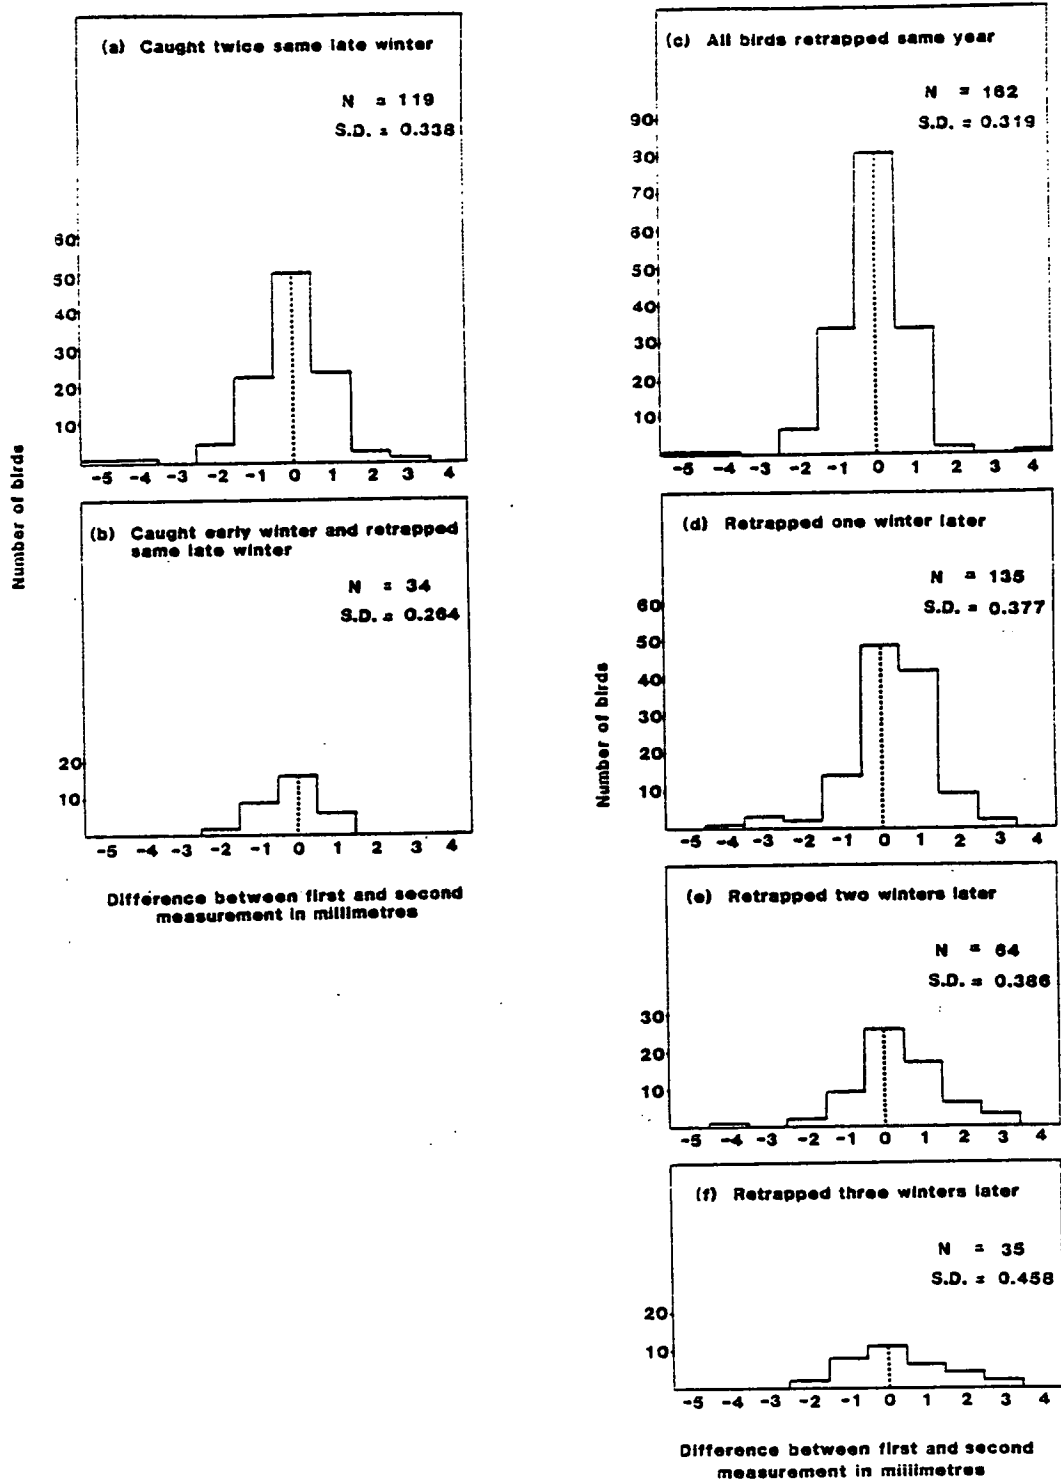 (a) Caught twice same late winter
N = 119
S.D. = 0.338
60
50
40
30
20
10
-5 -4 -3 -2 -1 0 1 2 3 4
Number of birds
(b) Caught early winter and retrapped
same late winter
N = 34
S.D. = 0.264
20
10
-5 -4 -3 -2 -1 0 1 2 3 4
Difference between first and second
measurement in millimetres
(c) All birds retrapped same year
N = 162
S.D. = 0.319
90
80
70
60
50
40
30
20
10
-5 -4 -3 -2 -1 0 1 2 3 4
(d) Retrapped one winter later
N = 135
S.D. = 0.377
60
50
40
30
20
10
-5 -4 -3 -2 -1 0 1 2 3 4
Number of birds
(e) Retrapped two winters later
N = 64
S.D. = 0.386
30
20
10
-5 -4 -3 -2 -1 0 1 2 3 4
(f) Retrapped three winters later
N = 35
S.D. = 0.458
20
10
-5 -4 -3 -2 -1 0 1 2 3 4
Difference between first and second
measurement in millimetres